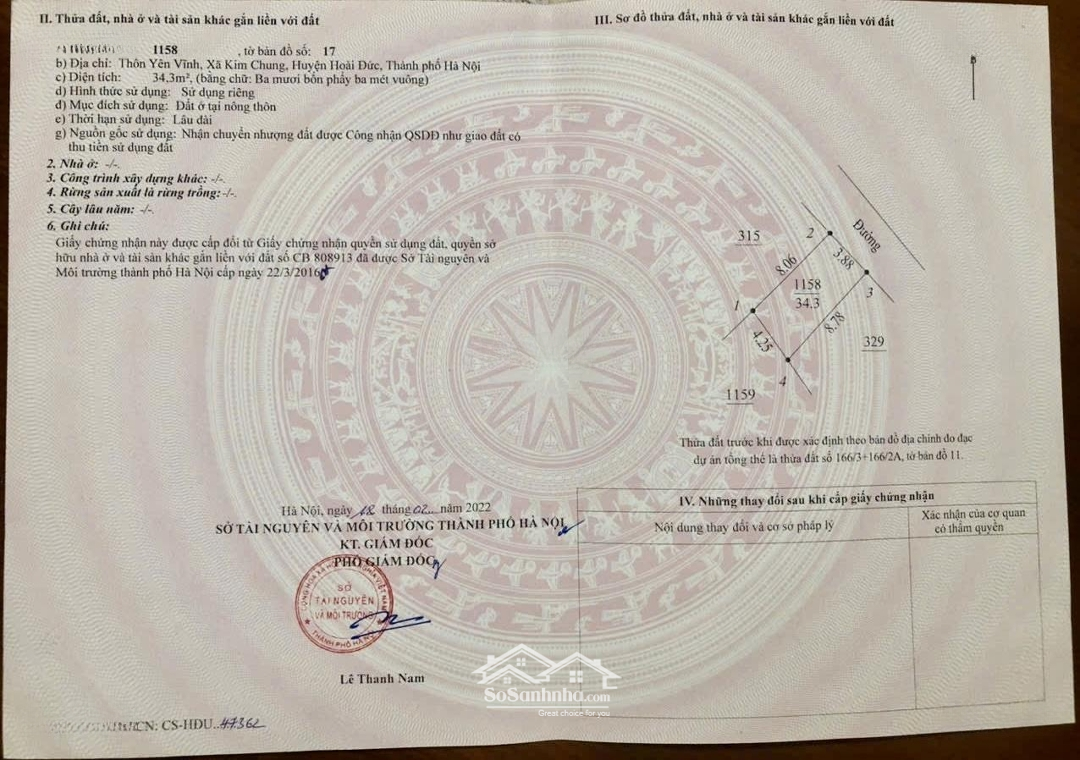 II. Thửa đất, nhà ở và tài sản khác gắn liền với đất
1158 , tờ bản đồ số: 17
b) Địa chỉ: Thôn Yên Vĩnh, Xã Kim Chung, Huyện Hoài Đức, Thành phố Hà Nội
c) Diện tích: 34,3m², (bằng chữ: Ba mươi bốn phẩy ba mét vuông)
d) Hình thức sử dụng: Sử dụng riêng
đ) Mục đích sử dụng: Đất ở tại nông thôn
e) Thời hạn sử dụng: Lâu dài
g) Nguồn gốc sử dụng: Nhận chuyển nhượng đất được Công nhận QSDĐ như giao đất có
thu tiền sử dụng đất
2. Nhà ở: -/-.
3. Công trình xây dựng khác: -/-.
4. Rừng sản xuất là rừng trồng: -/-.
5. Cây lâu năm: -/-.
6. Ghi chú:
Giấy chứng nhận này được cấp đổi từ Giấy chứng nhận quyền sử dụng đất, quyền sở
hữu nhà ở và tài sản khác gắn liền với đất số CB 808913 đã được Sở Tài nguyên và
Môi trường thành phố Hà Nội cấp ngày 22/3/2016
Hà Nội, ngày 18 tháng 02 năm 2022
SỞ TÀI NGUYÊN VÀ MÔI TRƯỜNG THÀNH PHỐ HÀ NỘI
KT. GIÁM ĐỐC
PHÓ GIÁM ĐỐC
SỞ
TÀI NGUYÊN
VÀ MÔI TRƯỜNG
THÀNH PHỐ HÀ NỘI
Lê Thanh Nam
CS-HĐU..47362
III. Sơ đồ thửa đất, nhà ở và tài sản khác gắn liền với đất
B
Đường
315
2
8.06
3.88
1158
34.3
3
1
8.78
4.25
329
4
1159
Thửa đất trước khi được xác định theo bản đồ địa chính do đạc
dự án tổng thể là thửa đất số 166/3+166/2A, tờ bản đồ 11.
IV. Những thay đổi sau khi cấp giấy chứng nhận
Nội dung thay đổi và cơ sở pháp lý
Xác nhận của cơ quan
có thẩm quyền
SoSanhnha.com
Great choice for you